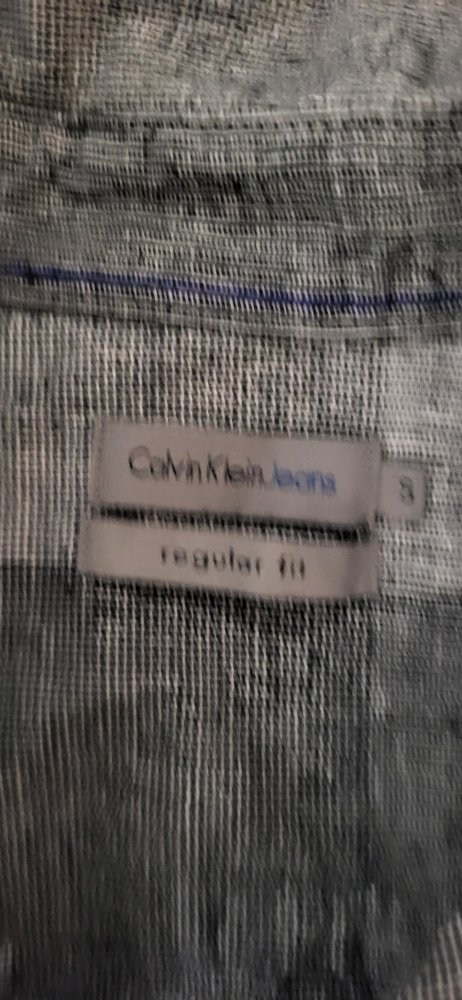 Calvin Klein Jeans
S
regular fit